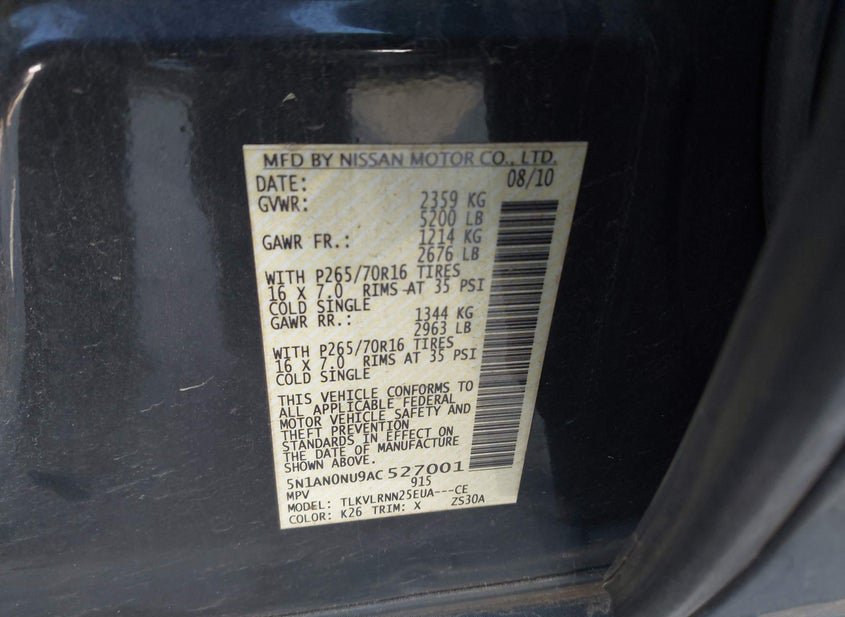 MFD BY NISSAN MOTOR CO., LTD.
DATE: 08/10
GVWR: 2359 KG
5200 LB
GAWR FR.: 1214 KG
2676 LB
WITH P265/70R16 TIRES
16 X 7.0 RIMS AT 35 PSI
COLD SINGLE
GAWR RR.: 1344 KG
2963 LB
WITH P265/70R16 TIRES
16 X 7.0 RIMS AT 35 PSI
COLD SINGLE
THIS VEHICLE CONFORMS TO
ALL APPLICABLE FEDERAL
MOTOR VEHICLE SAFETY AND
THEFT PREVENTION
STANDARDS IN EFFECT ON
THE DATE OF MANUFACTURE
SHOWN ABOVE.
5N1AN0NU9AC 527001
MPV 915
MODEL: TLKVLRNN25EUA---CE
COLOR: K26 TRIM: X ZS30A